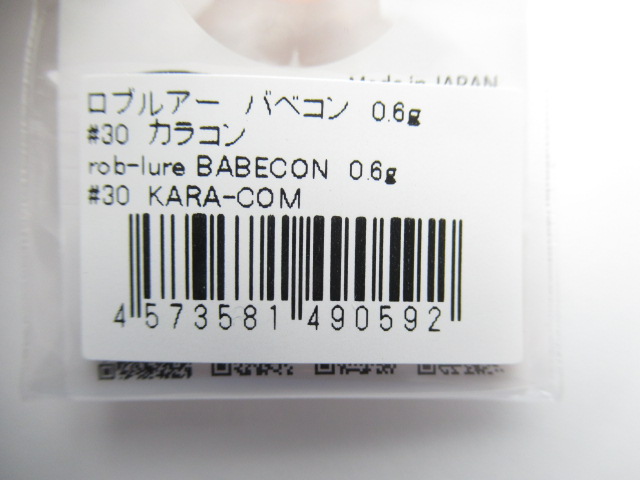 Made in JAPAN
ロブルアー バベコン 0.6g
#30 カラコン
rob-lure BABECON 0.6g
#30 KARA-COM
4 573581 490592